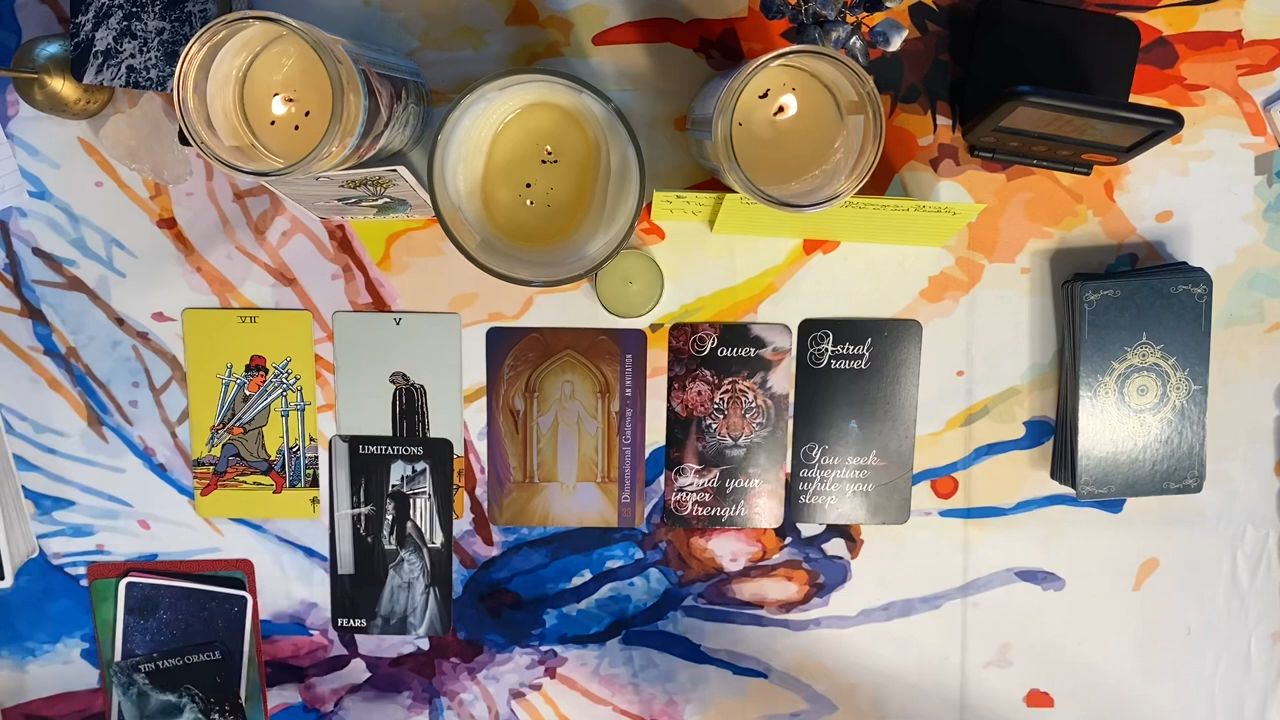 VII
V
LIMITATIONS
FEARS
Dimensional Gateway • AN INVITATION
Power
Find your
inner
Strength
Astral
Travel
You seek
adventure
while you
sleep
YIN YANG ORACLE